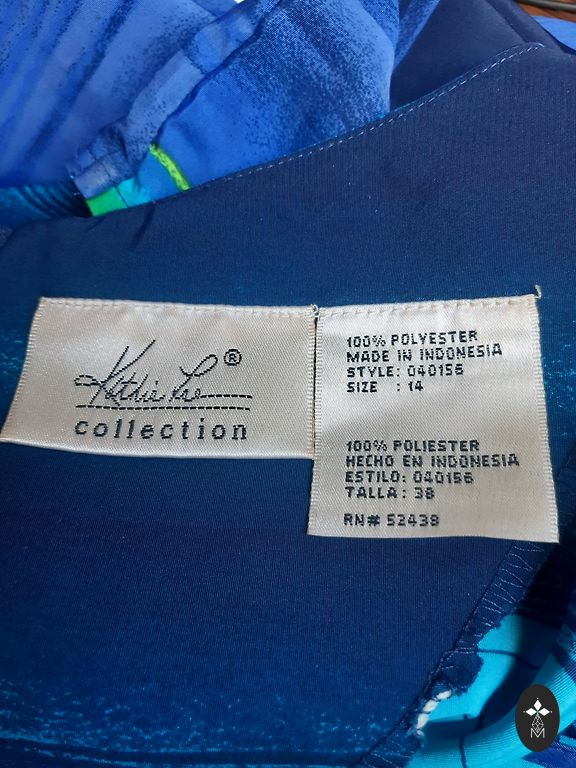 Kathie Lee®
collection
100% POLYESTER
MADE IN INDONESIA
STYLE: 040156
SIZE : 14
100% POLIESTER
HECHO EN INDONESIA
ESTILO: 040156
TALLA: 38
RN# 52438
M